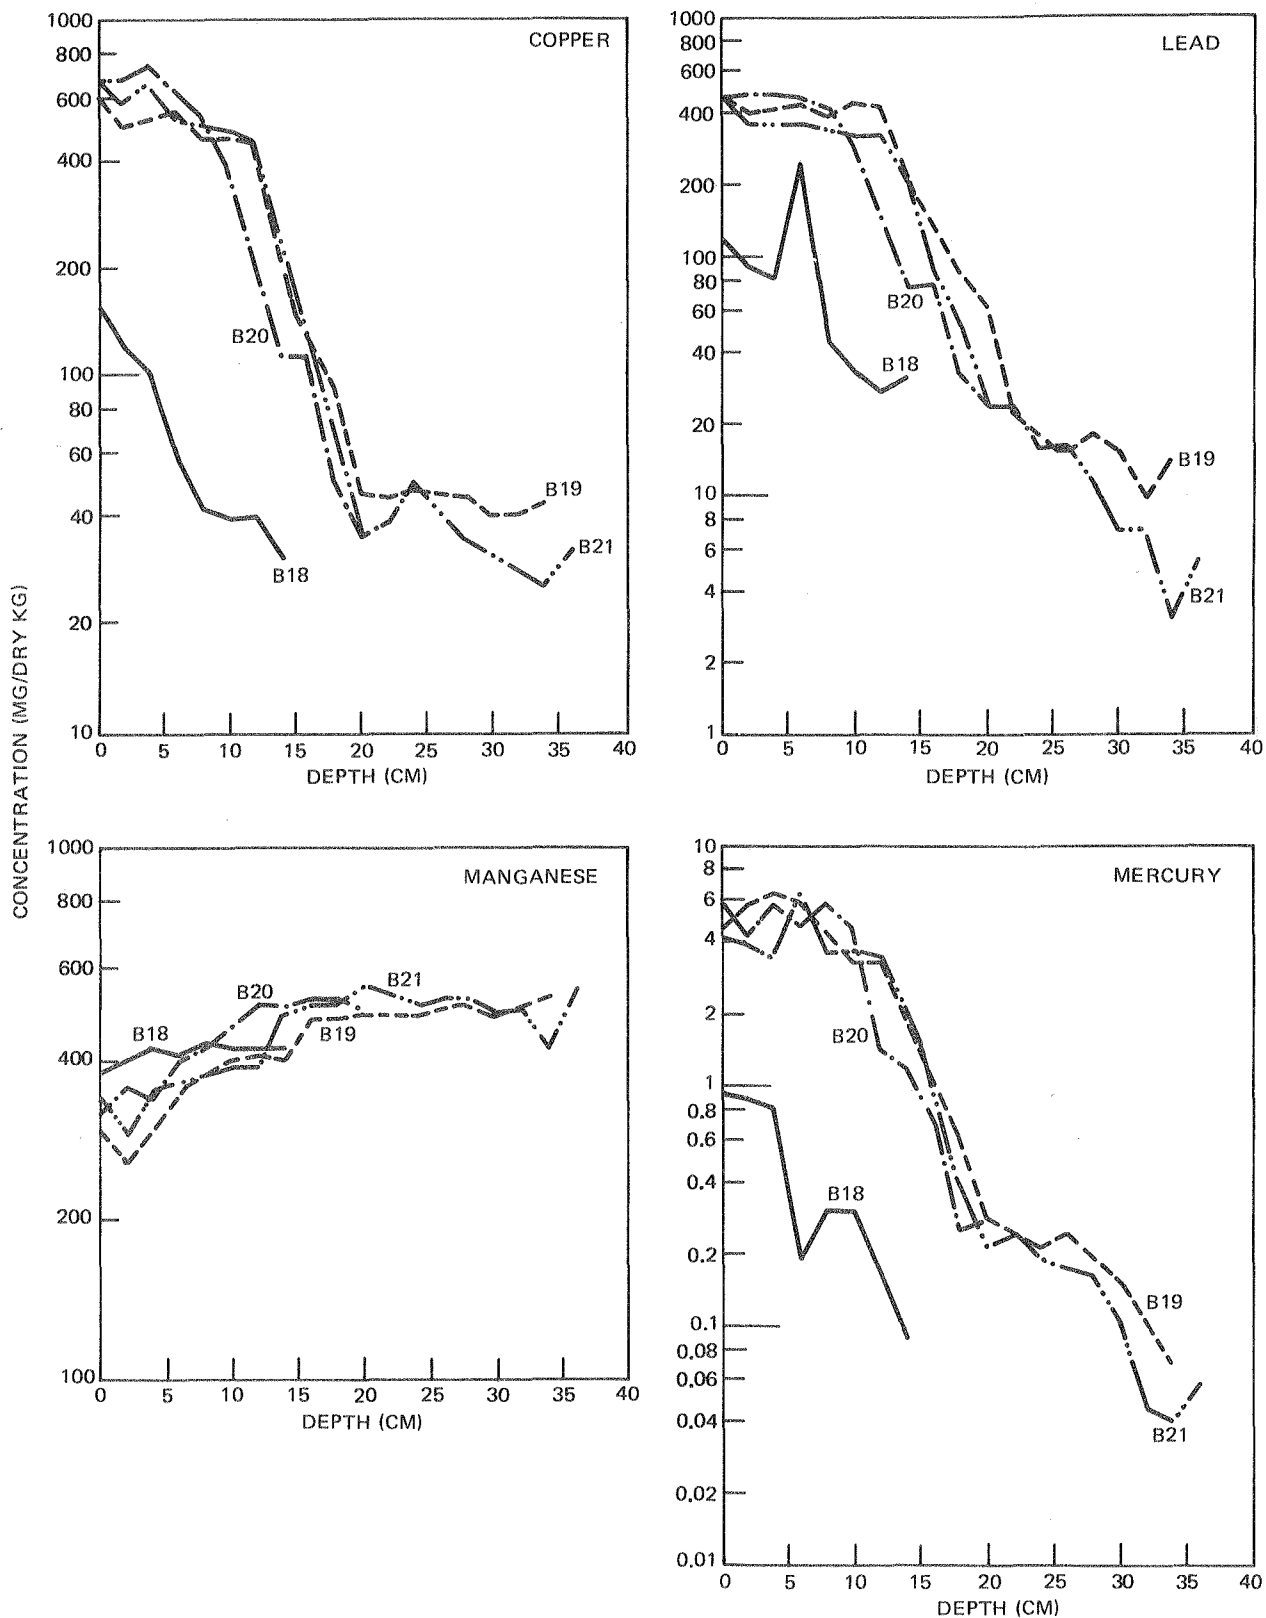 CONCENTRATION (MG/DRY KG)
COPPER
1000
800
600
400
200
100
80
60
40
20
10
B20
B19
B21
B18
0 5 10 15 20 25 30 35 40
DEPTH (CM)
LEAD
1000
800
600
400
200
100
80
60
40
20
10
8
6
4
2
1
B20
B18
B19
B21
0 5 10 15 20 25 30 35 40
DEPTH (CM)
MANGANESE
1000
800
600
400
200
100
B21
B20
B18
B19
0 5 10 15 20 25 30 35 40
DEPTH (CM)
MERCURY
10
8
6
4
2
1
0.8
0.6
0.4
0.2
0.1
0.08
0.06
0.04
0.02
0.01
B20
B18
B19
B21
0 5 10 15 20 25 30 35 40
DEPTH (CM)